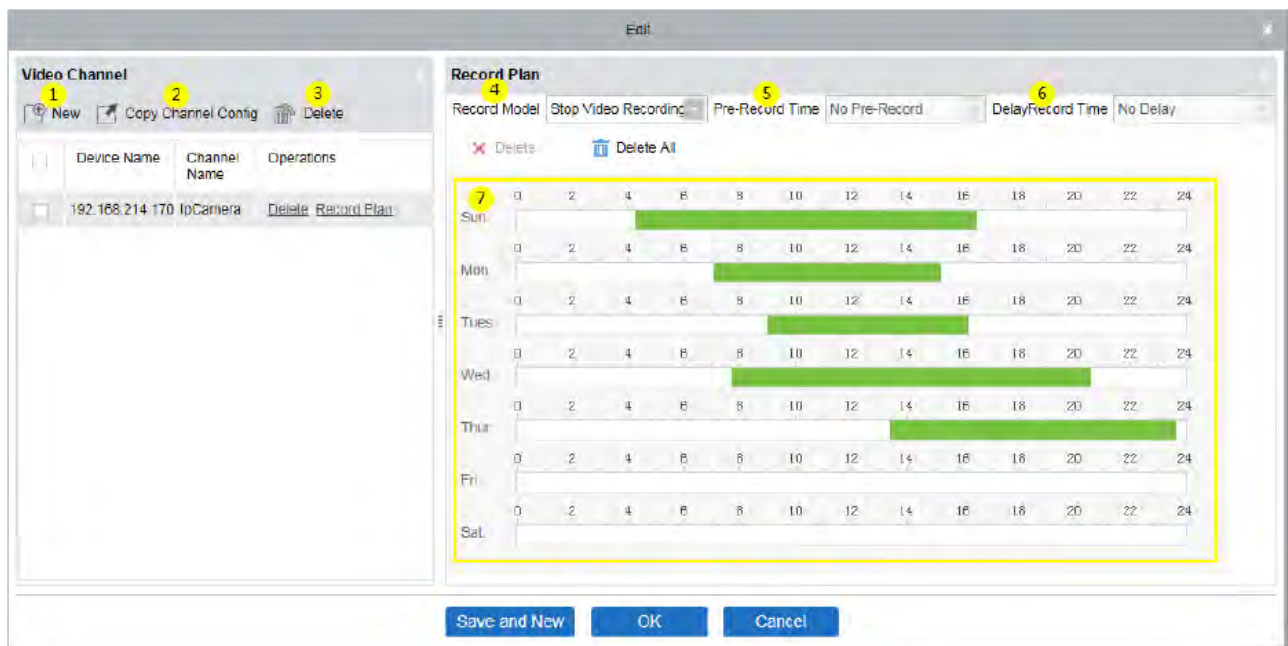 Edit
Video Channel
1 2 3
New Copy Channel Config Delete
Device Name Channel Name Operations
192.168.214.170 IpCamera Delete Record Plan
Record Plan
4 5 6
Record Model Stop Video Recording Pre-Record Time No Pre-Record DelayRecord Time No Delay
Delete Delete All
7
0 2 4 6 8 10 12 14 16 18 20 22 24
Sun.
0 2 4 6 8 10 12 14 16 18 20 22 24
Mon.
0 2 4 6 8 10 12 14 16 18 20 22 24
Tues.
0 2 4 6 8 10 12 14 16 18 20 22 24
Wed.
0 2 4 6 8 10 12 14 16 18 20 22 24
Thur.
0 2 4 6 8 10 12 14 16 18 20 22 24
Fri.
0 2 4 6 8 10 12 14 16 18 20 22 24
Sat.
Save and New OK Cancel